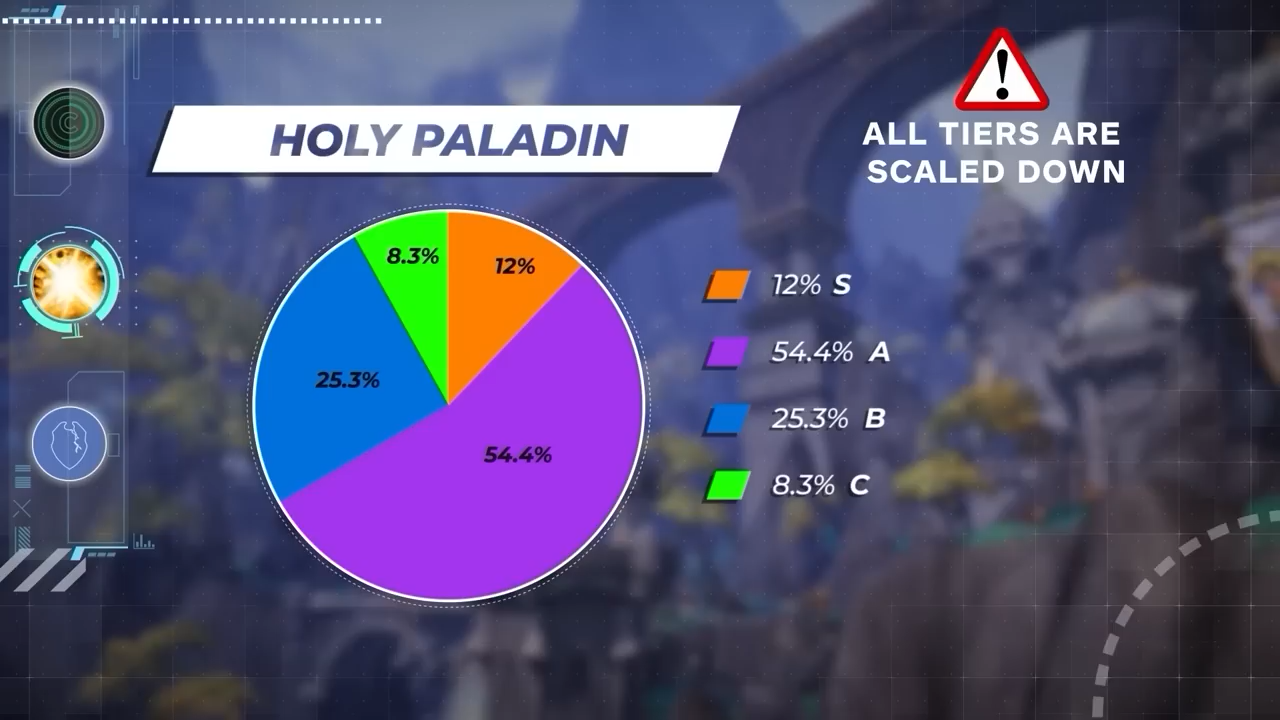 HOLY PALADIN
ALL TIERS ARE
SCALED DOWN
8.3%
12%
25.3%
54.4%
12% S
54.4% A
25.3% B
8.3% C